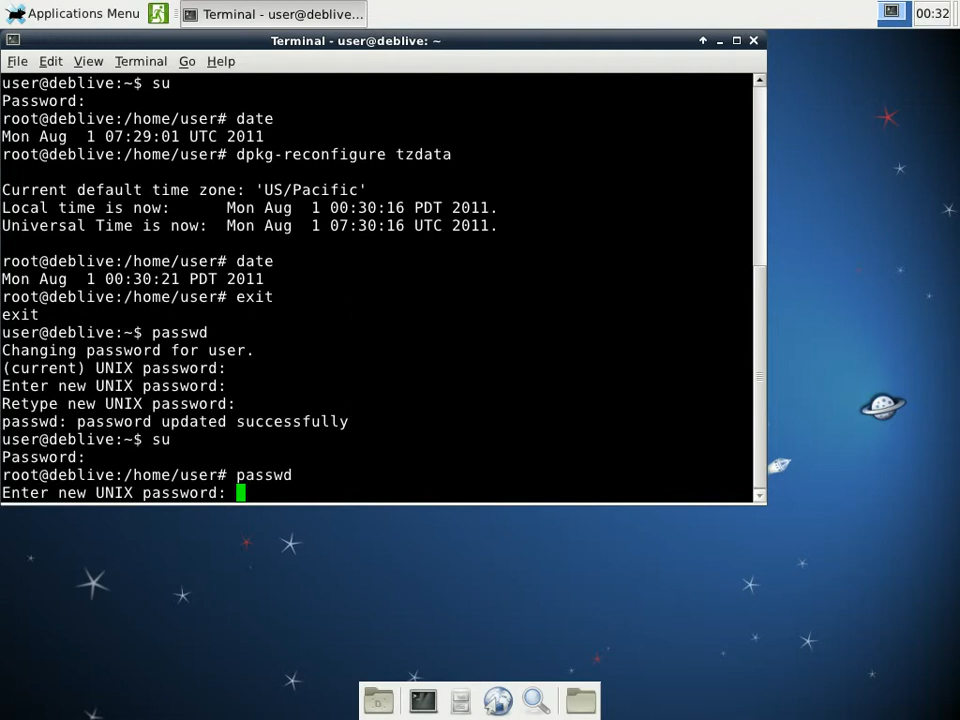 Applications Menu
Terminal - user@deblive...
00:32
Terminal - user@deblive: ~
File Edit View Terminal Go Help
user@deblive:~$ su
Password:
root@deblive:/home/user# date
Mon Aug  1 07:29:01 UTC 2011
root@deblive:/home/user# dpkg-reconfigure tzdata
Current default time zone: 'US/Pacific'
Local time is now:      Mon Aug  1 00:30:16 PDT 2011.
Universal Time is now:  Mon Aug  1 07:30:16 UTC 2011.
root@deblive:/home/user# date
Mon Aug  1 00:30:21 PDT 2011
root@deblive:/home/user# exit
exit
user@deblive:~$ passwd
Changing password for user.
(current) UNIX password:
Enter new UNIX password:
Retype new UNIX password:
passwd: password updated successfully
user@deblive:~$ su
Password:
root@deblive:/home/user# passwd
Enter new UNIX password: